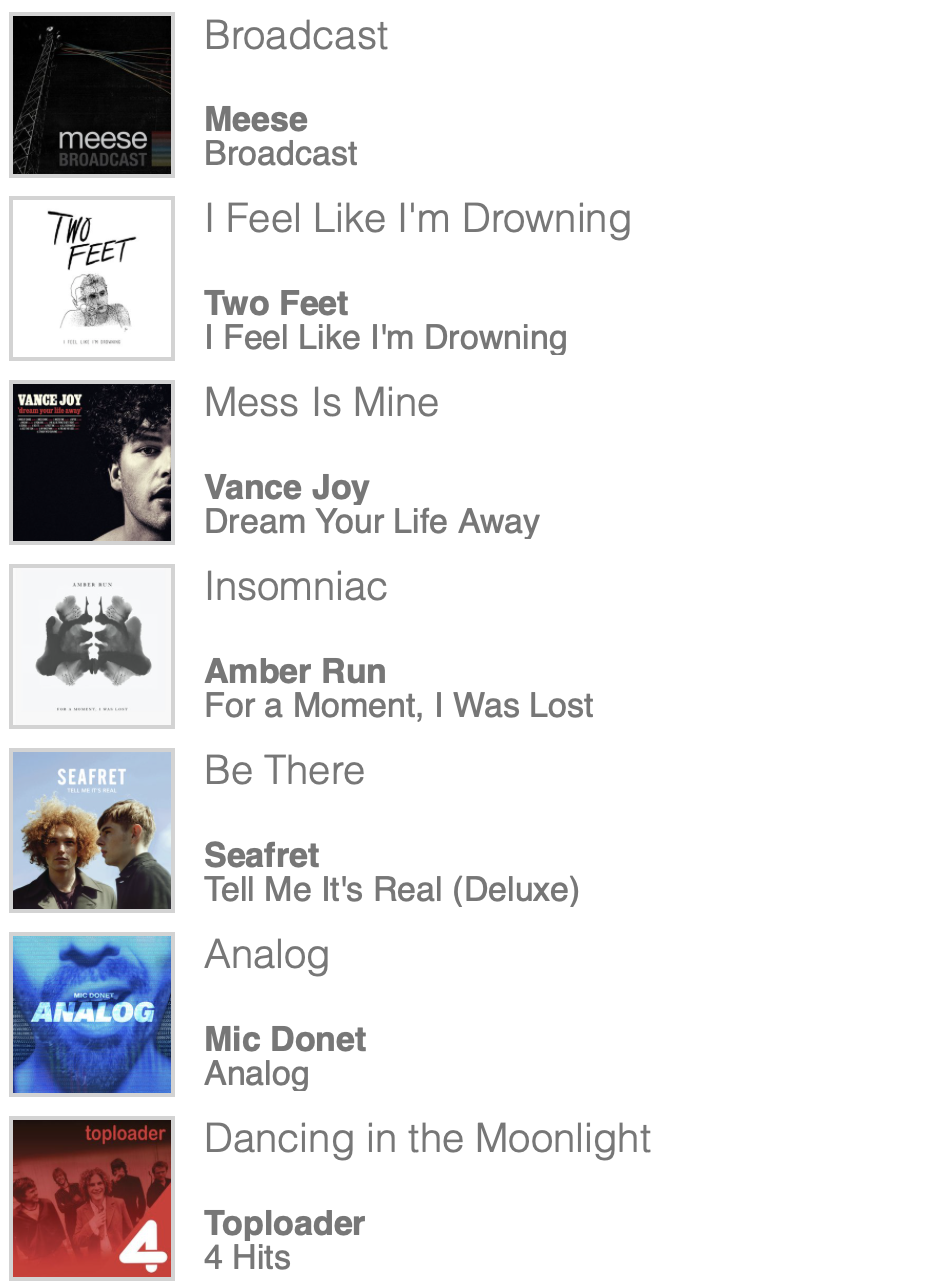 meese
BROADCAST
Broadcast
Meese
Broadcast
TWO
FEET
I FEEL LIKE I'M DROWNING
I Feel Like I'm Drowning
Two Feet
I Feel Like I'm Drowning
VANCE JOY
'dream your life away'
Mess Is Mine
Vance Joy
Dream Your Life Away
AMBER RUN
FOR A MOMENT, I WAS LOST
Insomniac
Amber Run
For a Moment, I Was Lost
SEAFRET
TELL ME IT'S REAL
Be There
Seafret
Tell Me It's Real (Deluxe)
MIC DONET
ANALOG
Analog
Mic Donet
Analog
toploader
4
Dancing in the Moonlight
Toploader
4 Hits